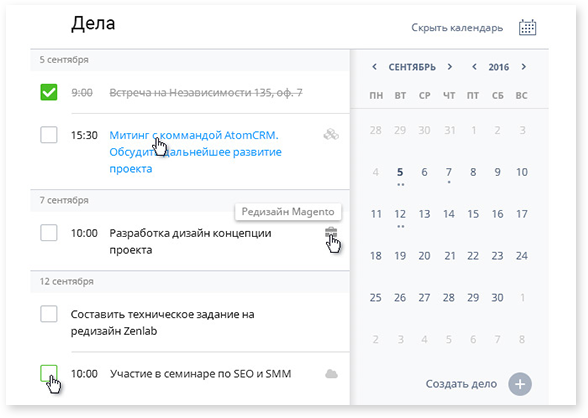 Дела
Скрыть календарь
5 сентября
9:00 Встреча на Независимости 135, оф. 7
15:30 Митинг с коммандой AtomCRM.
Обсудить дальнейшее развитие
проекта
7 сентября
Редизайн Magento
10:00 Разработка дизайн концепции
проекта
12 сентября
Составить техническое задание на
редизайн Zenlab
10:00 Участие в семинаре по SEO и SMM
СЕНТЯБРЬ 2016
ПН ВТ СР ЧТ ПТ СБ ВС
28 29 30 31 1 2 3
4 5 6 7 8 9 10
11 12 13 14 15 16 17
18 19 20 21 22 23 24
25 26 27 28 29 30 1
2 3 4 5 6 7 8
Создать дело